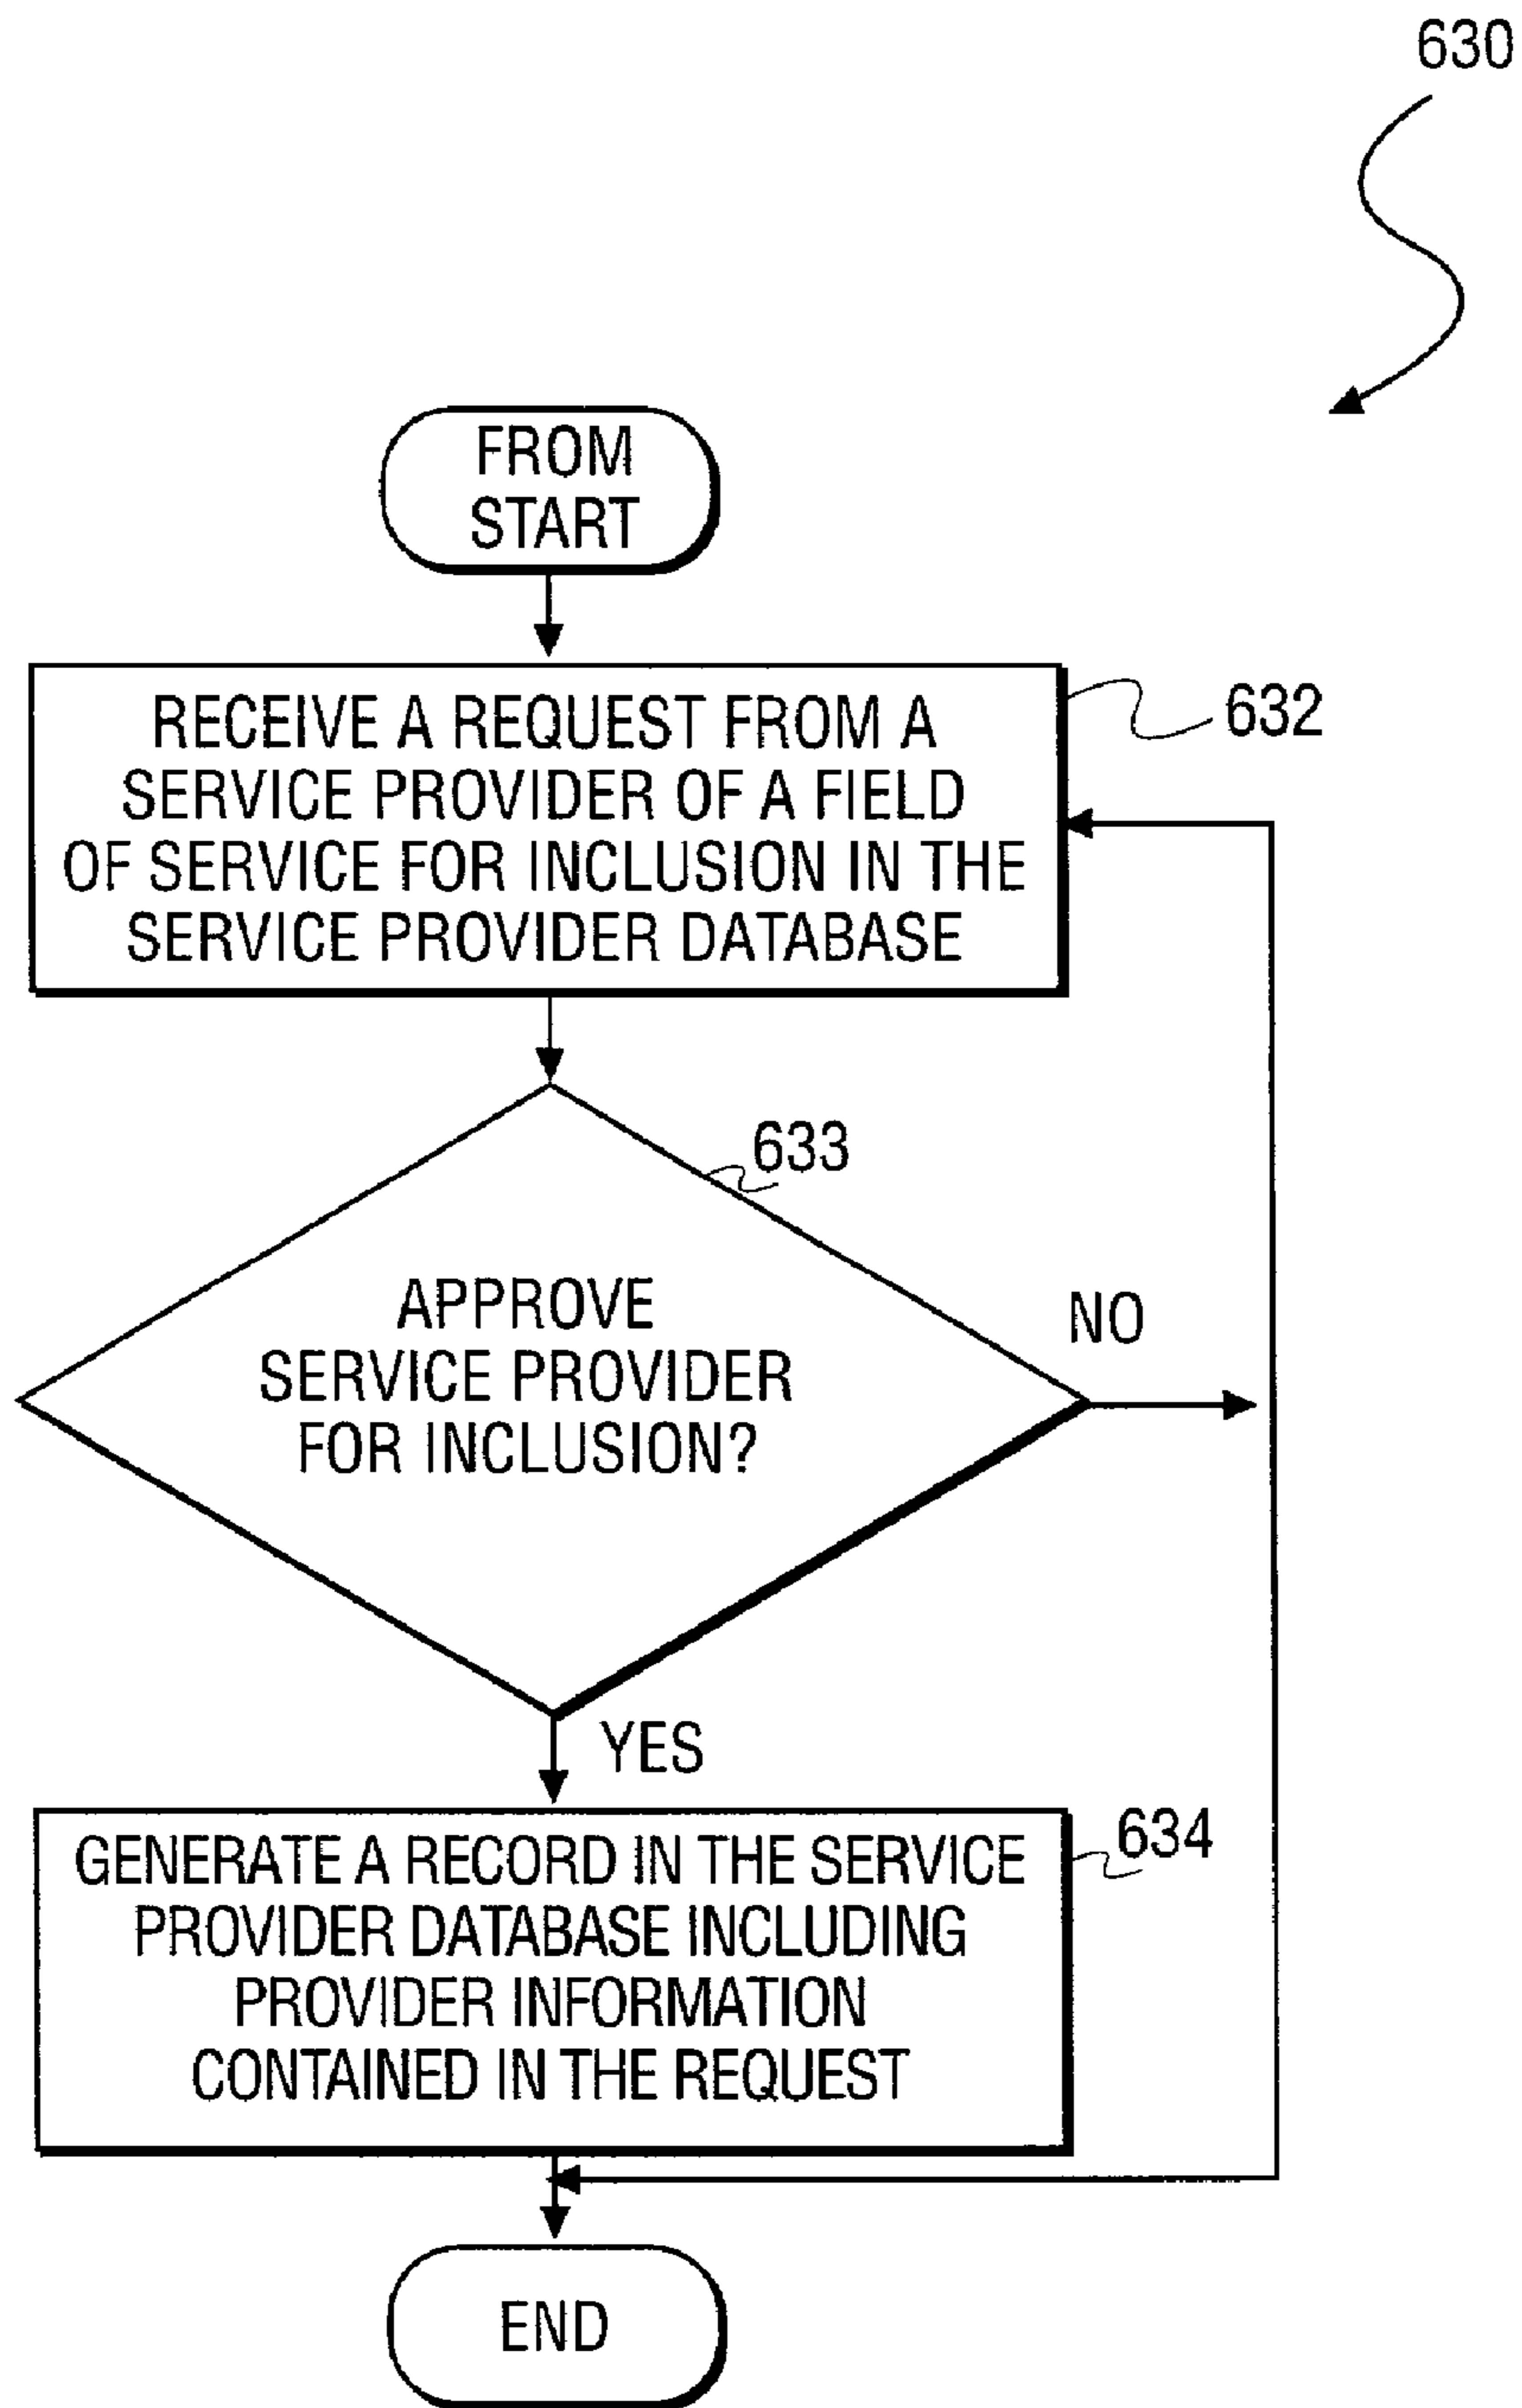 630
FROM
START
RECEIVE A REQUEST FROM A
SERVICE PROVIDER OF A FIELD
OF SERVICE FOR INCLUSION IN THE
SERVICE PROVIDER DATABASE
632
633
APPROVE
SERVICE PROVIDER
FOR INCLUSION?
NO
YES
GENERATE A RECORD IN THE SERVICE
PROVIDER DATABASE INCLUDING
PROVIDER INFORMATION
CONTAINED IN THE REQUEST
634
END